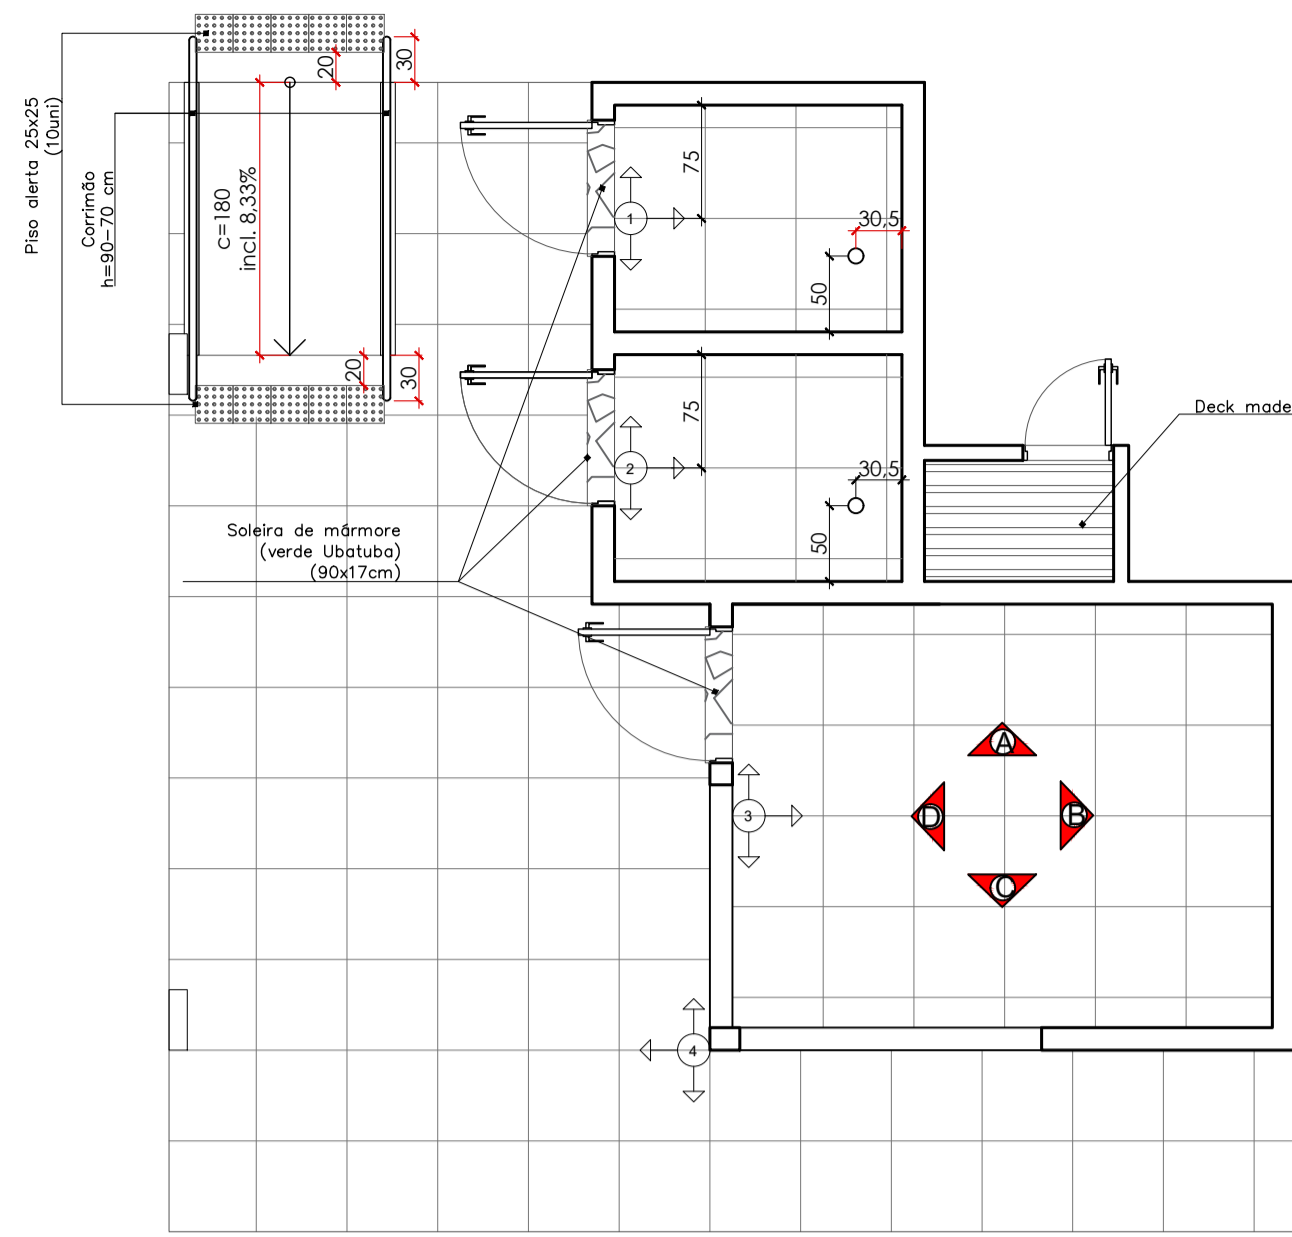 Piso alerta 25x25
(10uni)
Corrimão
h=90-70 cm
c=180
incl. 8,33%
20
30
20
30
75
30,5
50
1
75
30,5
50
2
Deck made
Soleira de mármore
(verde Ubatuba)
(90x17cm)
A
D
B
C
3
4